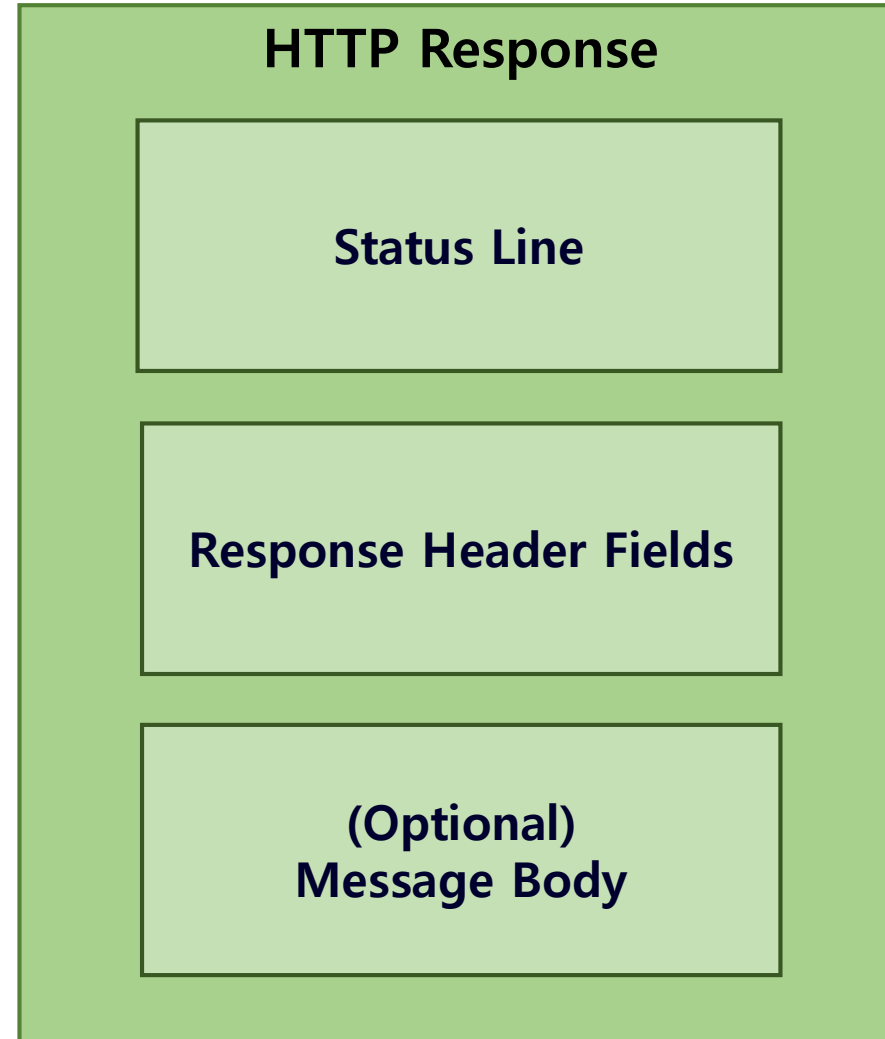 HTTP Response
Status Line
Response Header Fields
(Optional)
Message Body